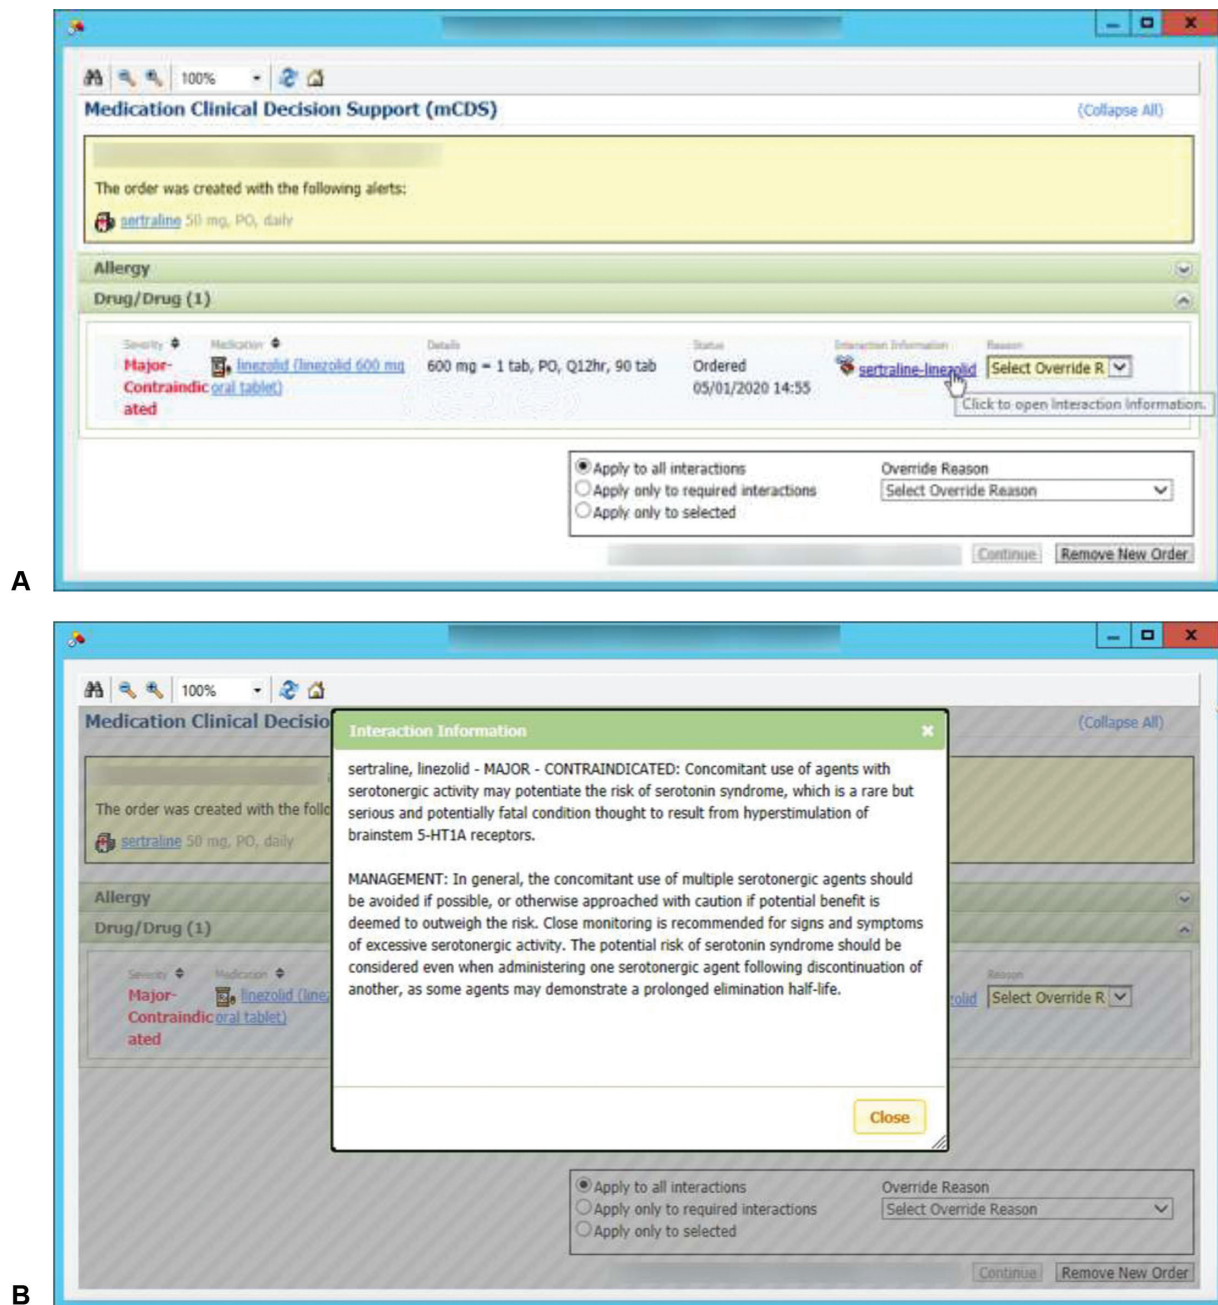 100%
Medication Clinical Decision Support (mCDS)
(Collapse All)
The order was created with the following alerts:
sertraline 50 mg, PO, daily
Allergy
Drug/Drug (1)
Severity Medication Details Status Interaction Information Reason
Major- linezolid (linezolid 600 mg 600 mg = 1 tab, PO, Q12hr, 90 tab Ordered sertraline-linezolid Select Override R
Contraindic oral tablet) 05/01/2020 14:55
ated
Click to open Interaction Information.
Apply to all interactions Override Reason
Apply only to required interactions Select Override Reason
Apply only to selected
Continue Remove New Order
A
100%
Medication Clinical Decisio
(Collapse All)
Interaction Information
sertraline, linezolid - MAJOR - CONTRAINDICATED: Concomitant use of agents with
serotonergic activity may potentiate the risk of serotonin syndrome, which is a rare but
serious and potentially fatal condition thought to result from hyperstimulation of
brainstem 5-HT1A receptors.
MANAGEMENT: In general, the concomitant use of multiple serotonergic agents should
be avoided if possible, or otherwise approached with caution if potential benefit is
deemed to outweigh the risk. Close monitoring is recommended for signs and symptoms
of excessive serotonergic activity. The potential risk of serotonin syndrome should be
considered even when administering one serotonergic agent following discontinuation of
another, as some agents may demonstrate a prolonged elimination half-life.
Close
The order was created with the follo
sertraline 50 mg, PO, daily
Allergy
Drug/Drug (1)
Severity Medication Reason
Major- linezolid (line zolid Select Override R
Contraindic oral tablet)
ated
Apply to all interactions Override Reason
Apply only to required interactions Select Override Reason
Apply only to selected
Continue Remove New Order
B